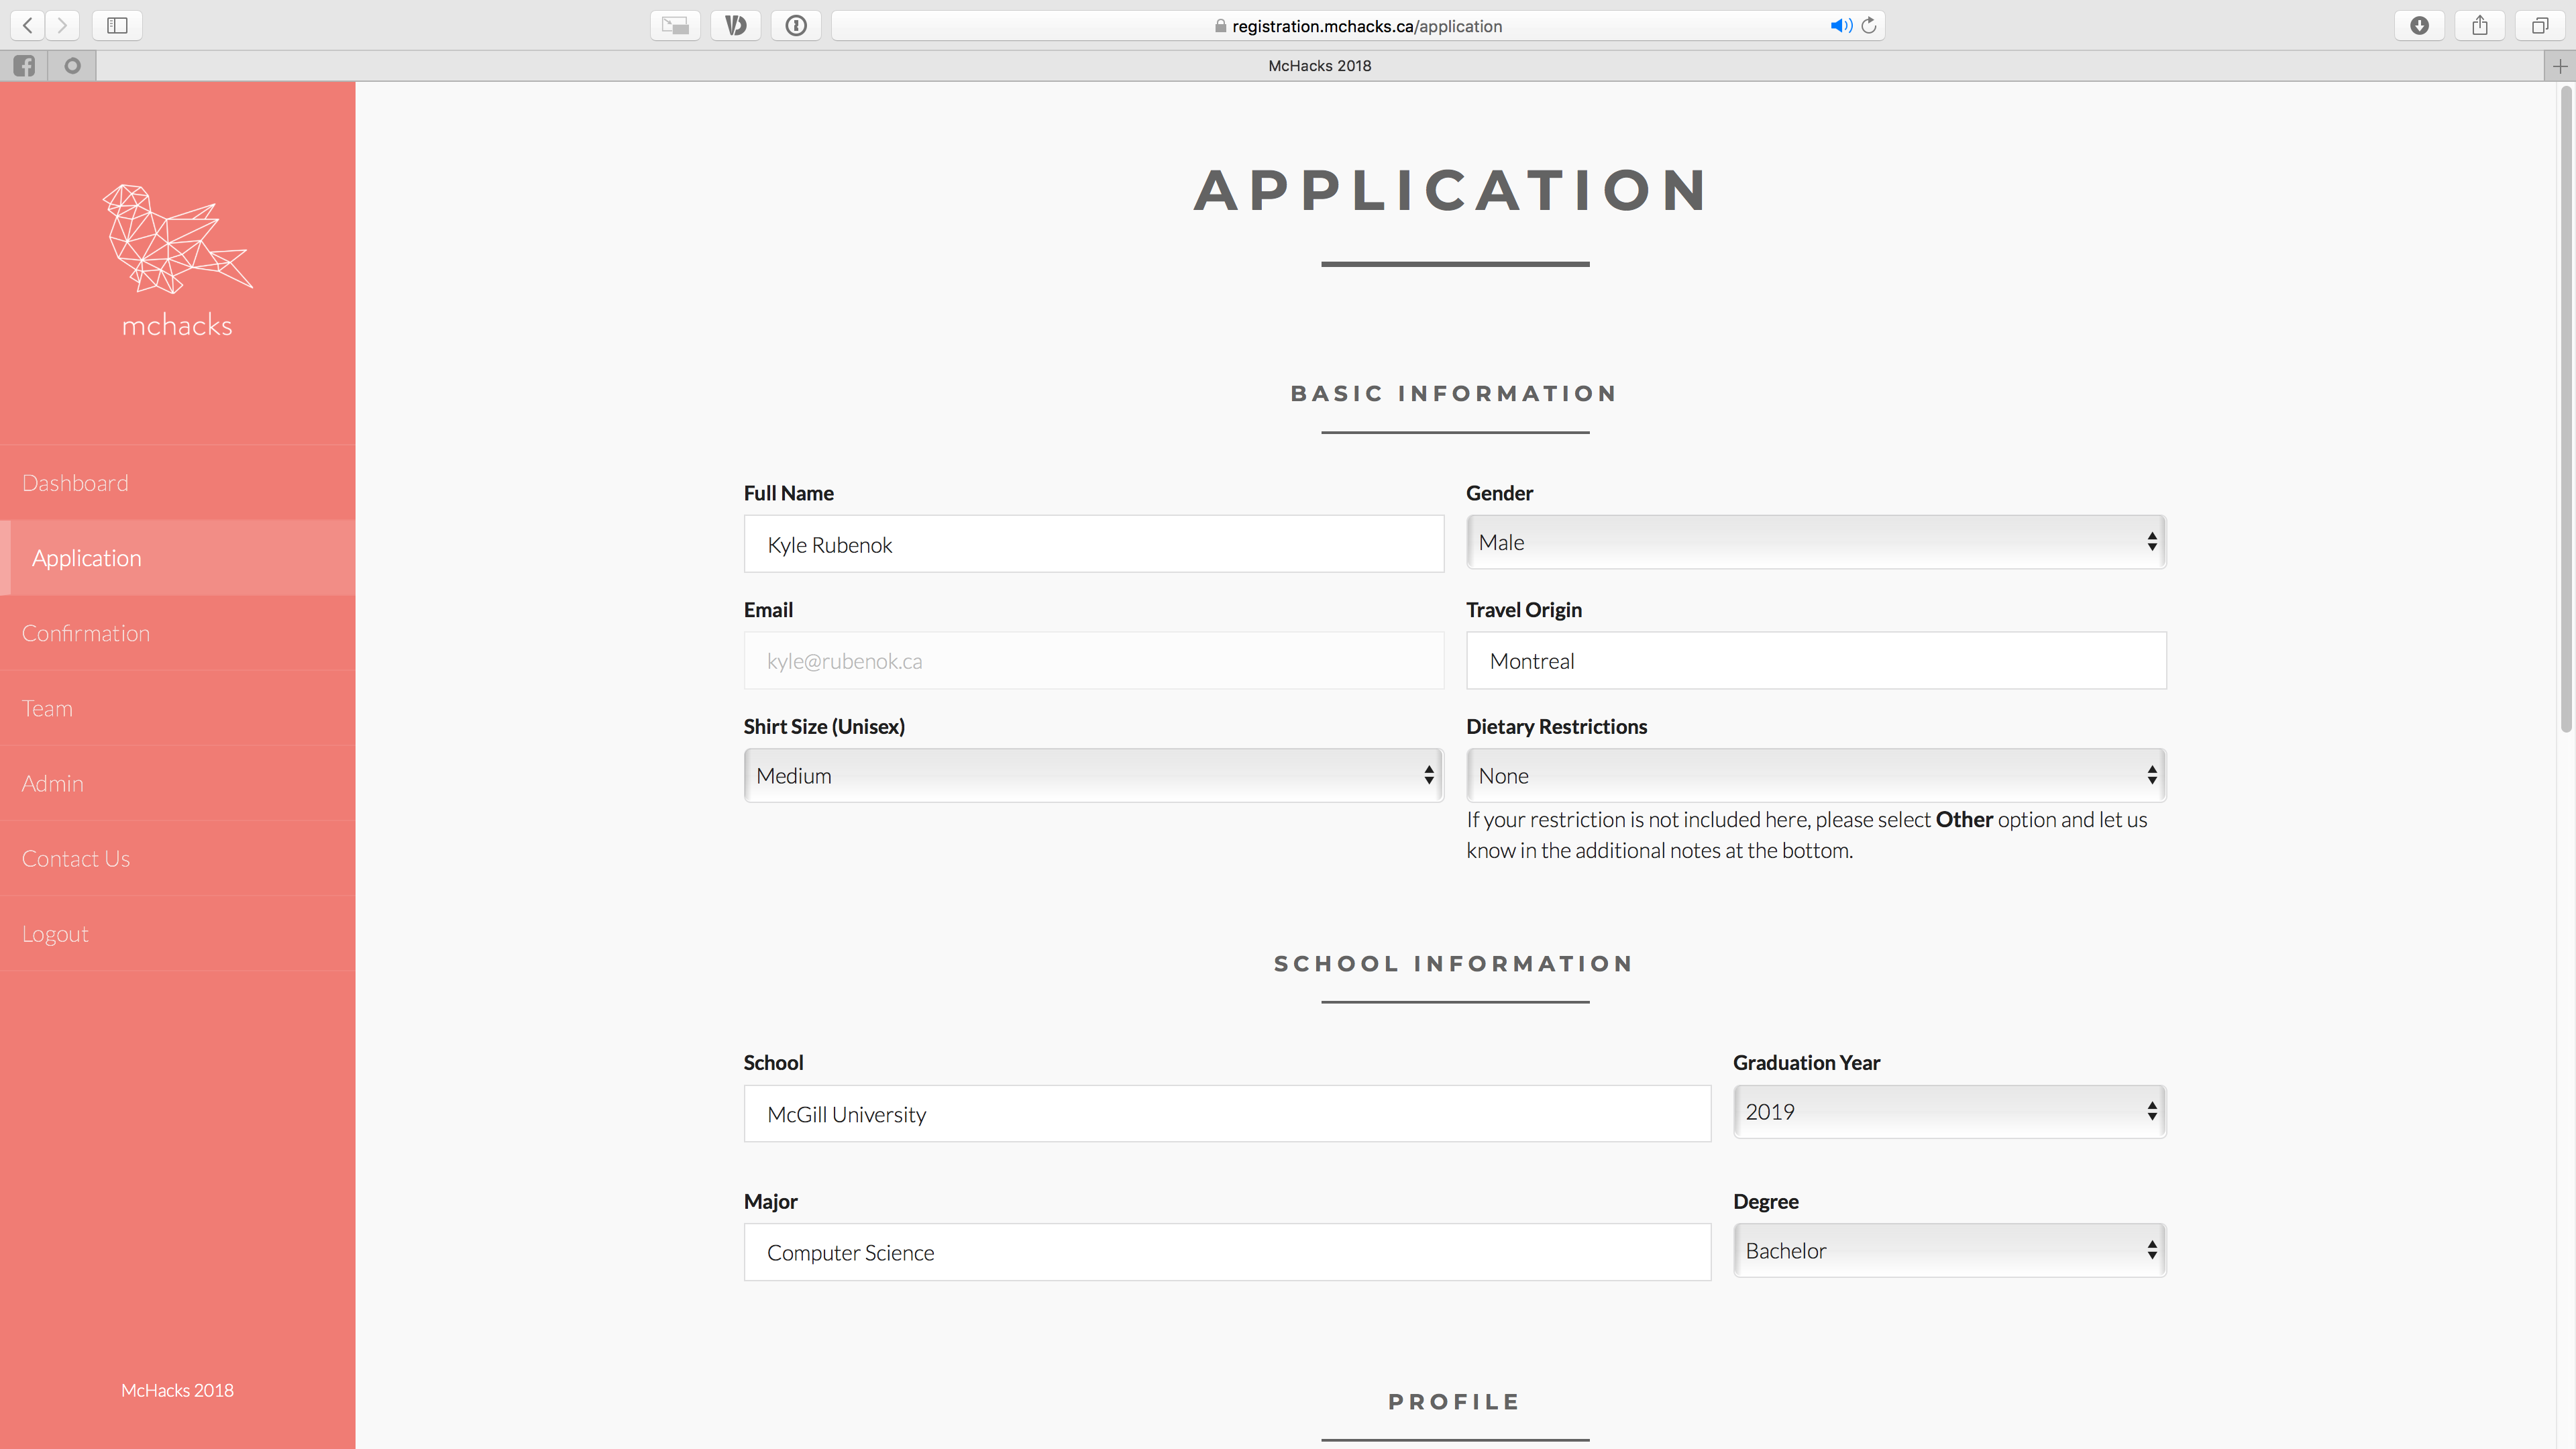 registration.mchacks.ca/application
McHacks 2018
mchacks
Dashboard
Application
Confirmation
Team
Admin
Contact Us
Logout
McHacks 2018
APPLICATION
BASIC INFORMATION
Full Name
Kyle Rubenok
Gender
Male
Email
kyle@rubenok.ca
Travel Origin
Montreal
Shirt Size (Unisex)
Medium
Dietary Restrictions
None
If your restriction is not included here, please select Other option and let us
know in the additional notes at the bottom.
SCHOOL INFORMATION
School
McGill University
Graduation Year
2019
Major
Computer Science
Degree
Bachelor
PROFILE